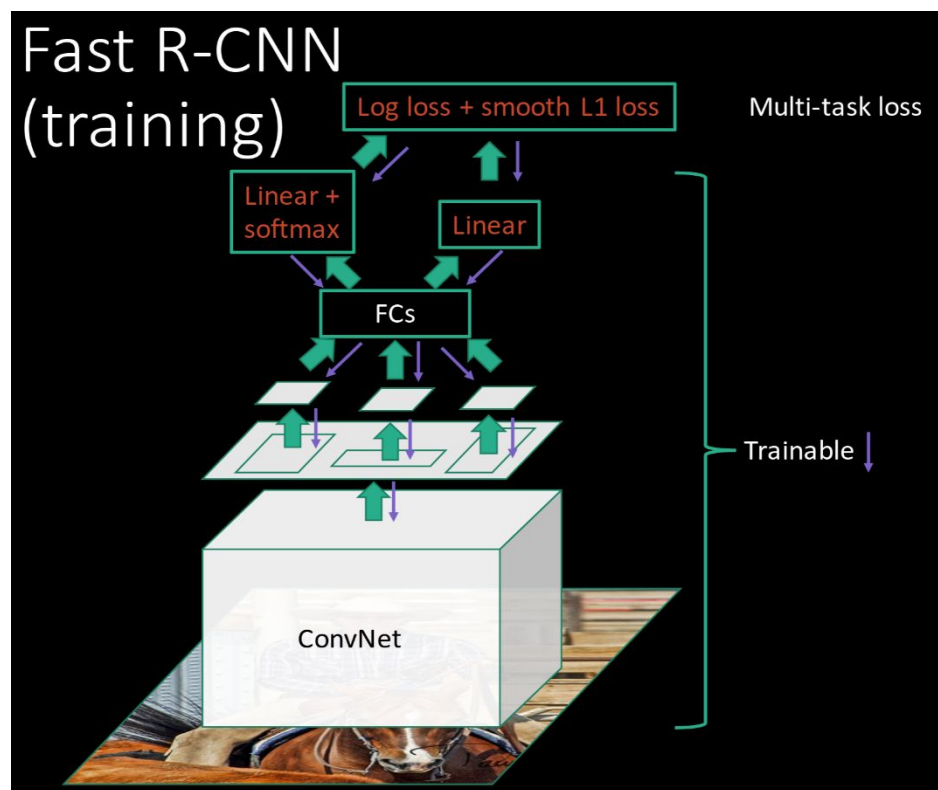 Fast R-CNN
(training)
Log loss + smooth L1 loss
Multi-task loss
Linear +
softmax
Linear
FCs
Trainable
ConvNet